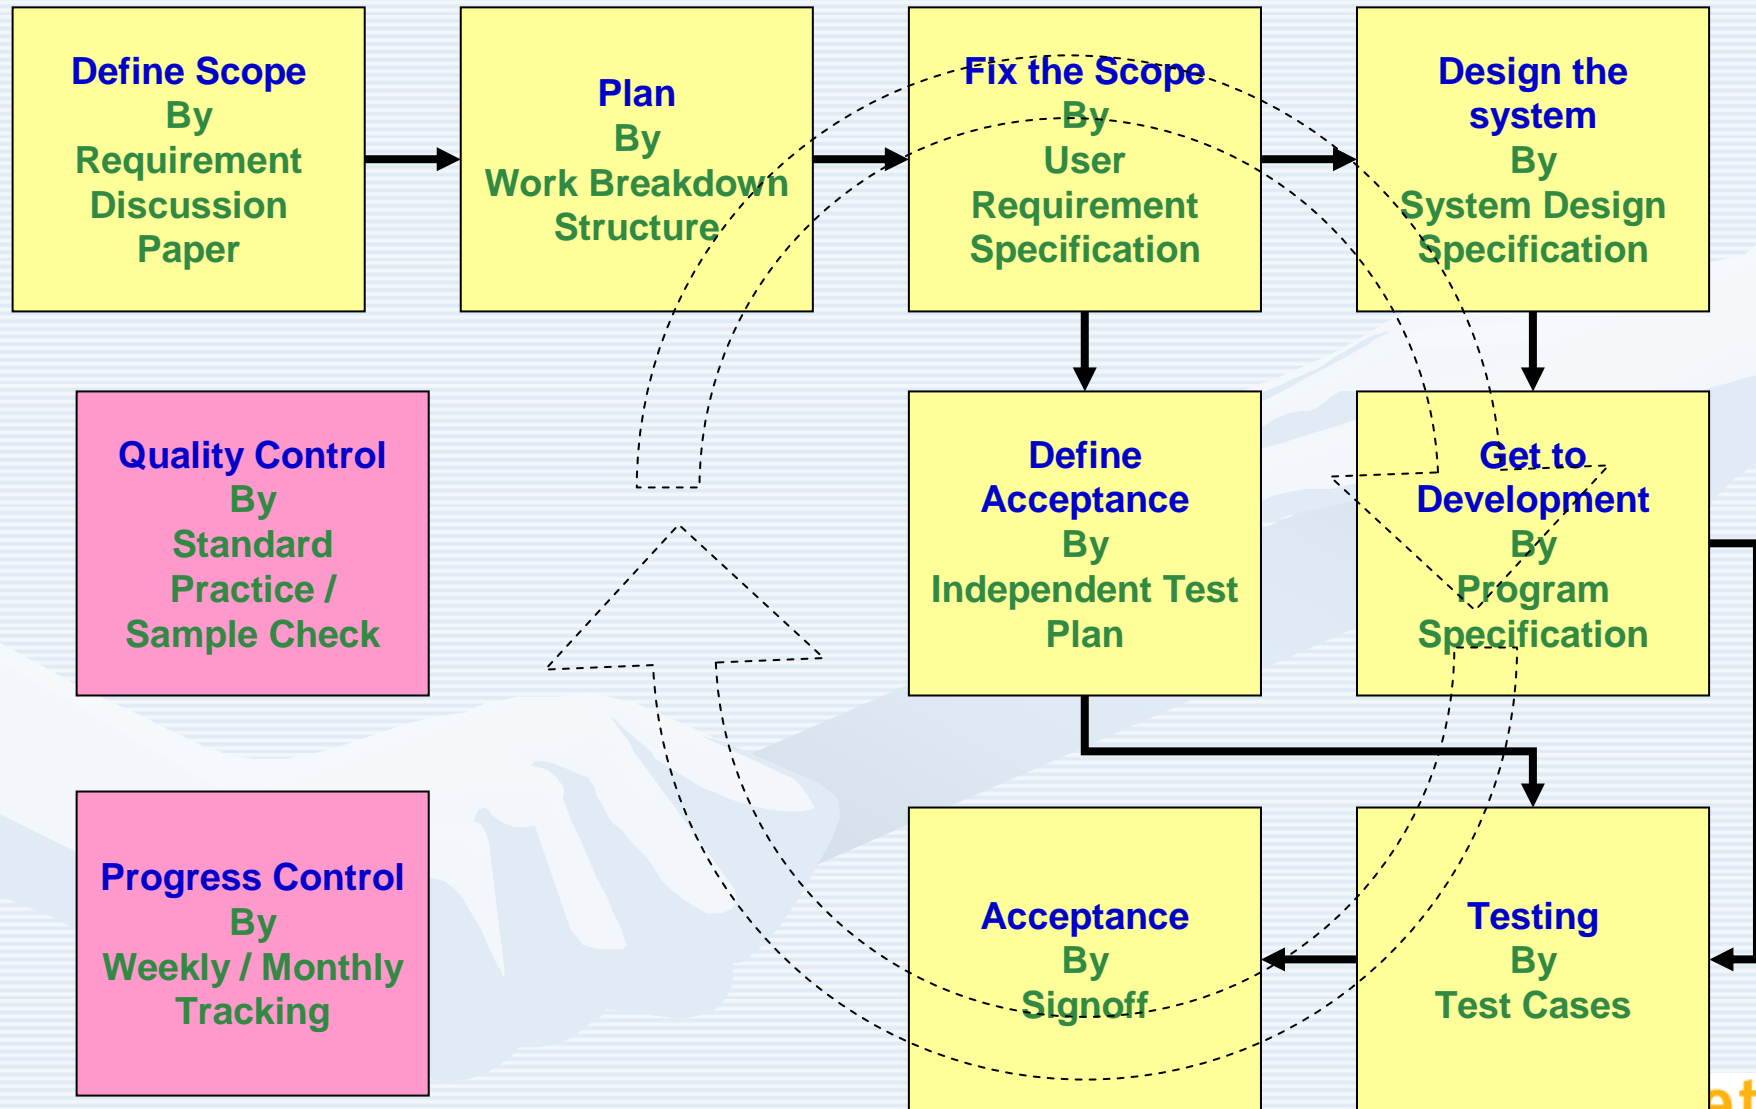 Define Scope
By
Requirement
Discussion
Paper
Plan
By
Work Breakdown
Structure
Fix the Scope
By
User
Requirement
Specification
Design the
system
By
System Design
Specification
Quality Control
By
Standard
Practice /
Sample Check
Define
Acceptance
By
Independent Test
Plan
Get to
Development
By
Program
Specification
Progress Control
By
Weekly / Monthly
Tracking
Acceptance
By
Signoff
Testing
By
Test Cases